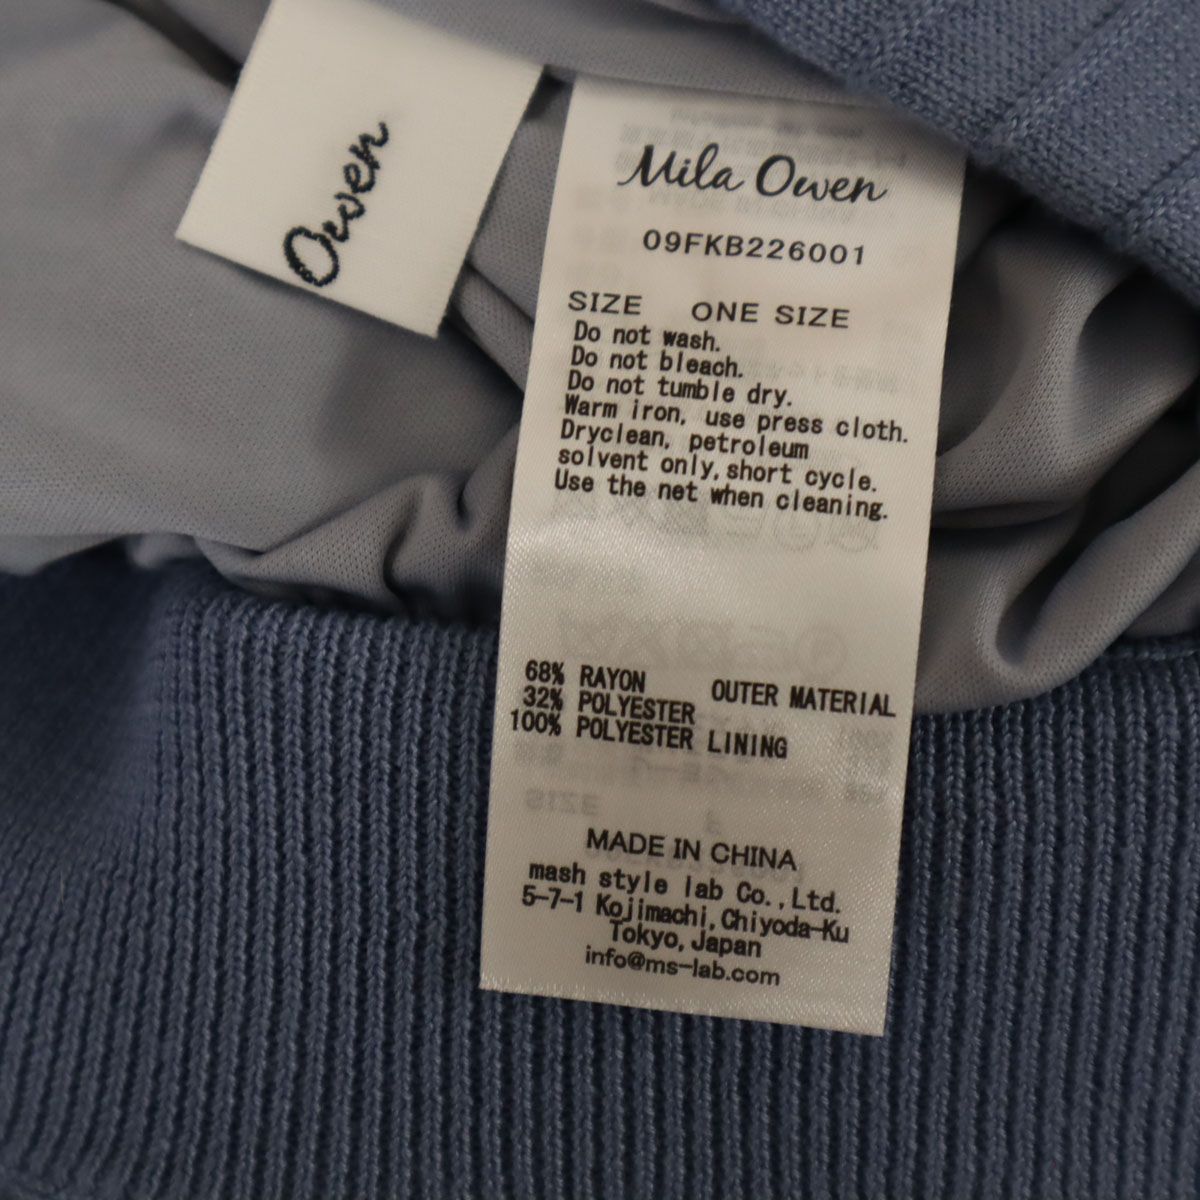 Owen
Mila Owen
09FKB226001
SIZE ONE SIZE
Do not wash.
Do not bleach.
Do not tumble dry.
Warm iron, use press cloth.
Dryclean, petroleum
solvent only, short cycle.
Use the net when cleaning.
68% RAYON OUTER MATERIAL
32% POLYESTER
100% POLYESTER LINING
MADE IN CHINA
mash style lab Co.,Ltd.
5-7-1 Kojimachi, Chiyoda-Ku
Tokyo, Japan
info@ms-lab.com